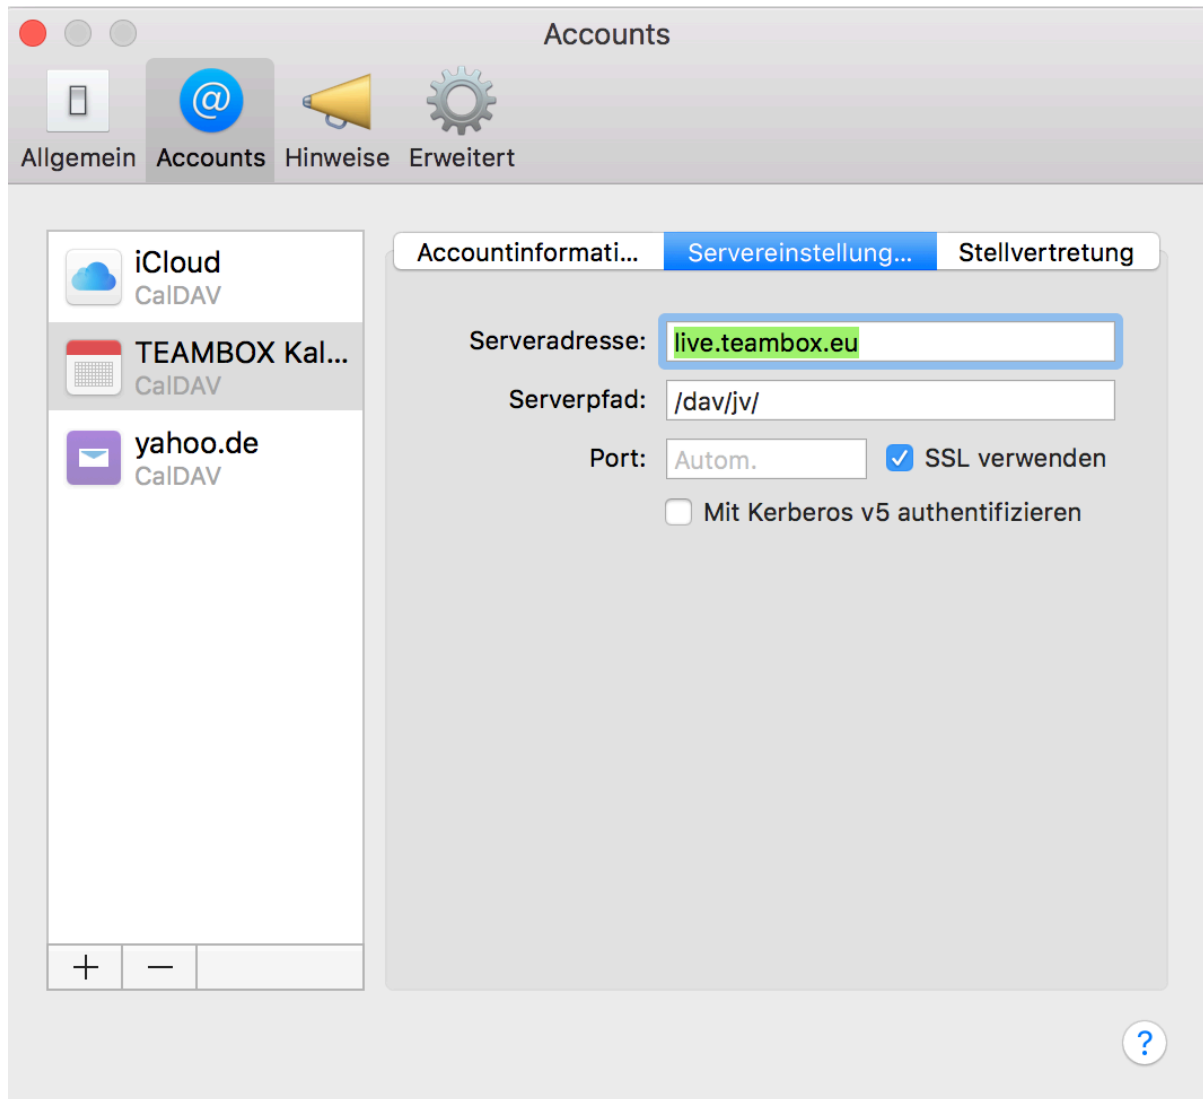 Accounts
@
Allgemein Accounts Hinweise Erweitert
iCloud
CalDAV
TEAMBOX Kal...
CalDAV
yahoo.de
CalDAV
Accountinformati... Servereinstellung... Stellvertretung
Serveradresse: live.teambox.eu
Serverpfad: /dav/jv/
Port: Autom. SSL verwenden
Mit Kerberos v5 authentifizieren
+ −
?